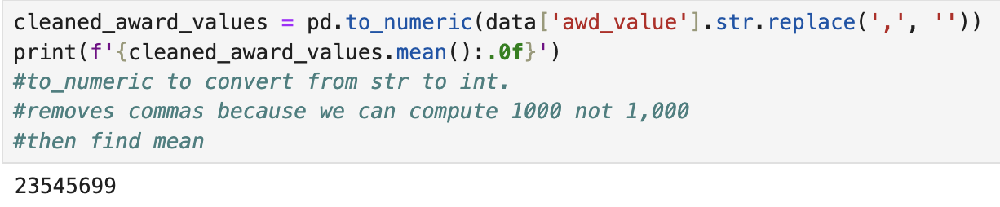 cleaned_award_values = pd.to_numeric(data['awd_value'].str.replace(',', ''))
print(f'{cleaned_award_values.mean():.0f}')
#to_numeric to convert from str to int.
#removes commas because we can compute 1000 not 1,000
#then find mean
23545699